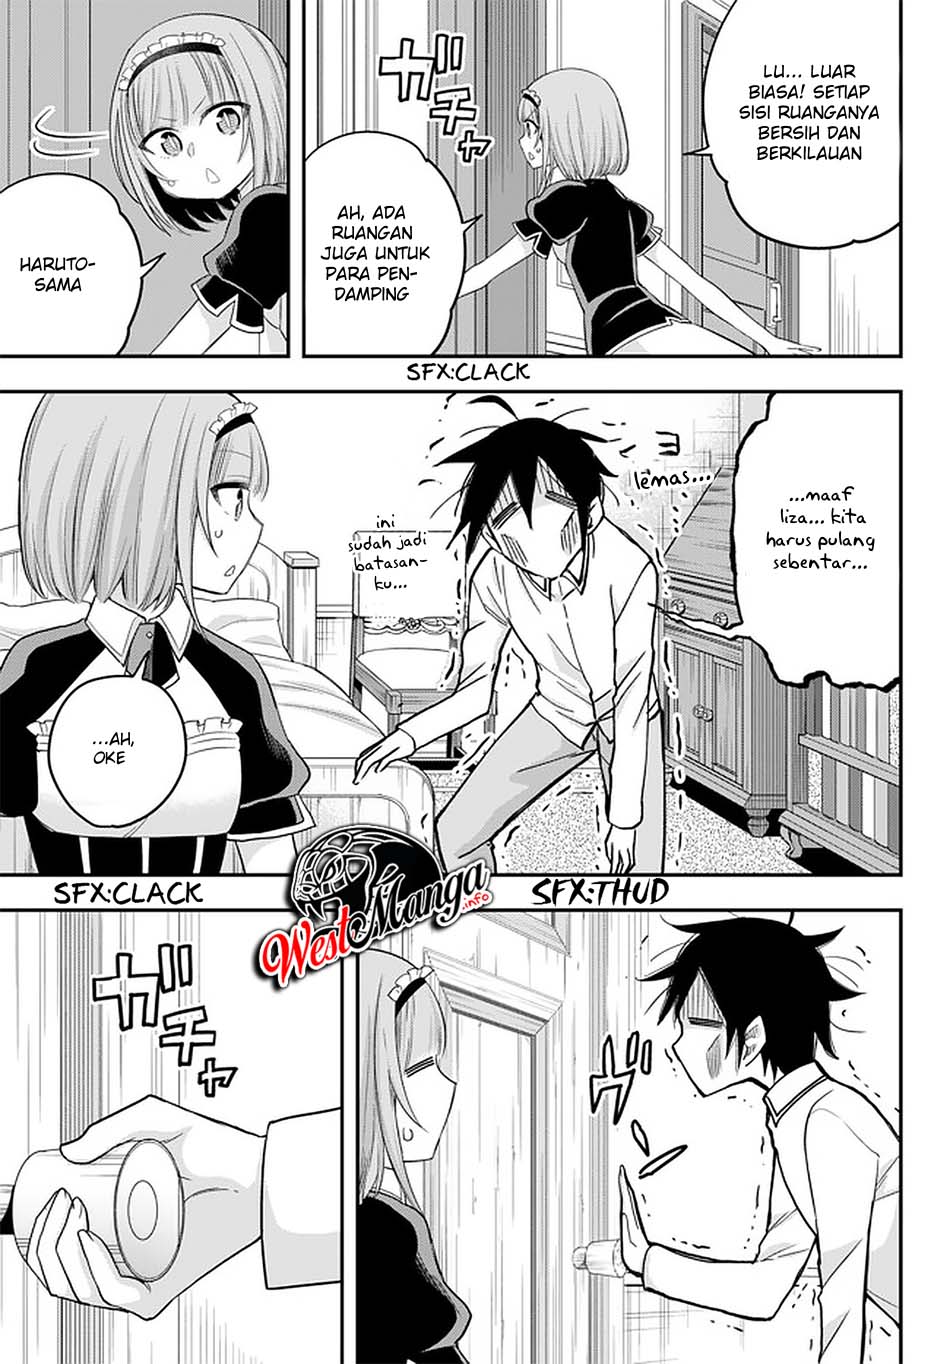 LU... LUAR
BIASA! SETIAP
SISI RUANGANYA
BERSIH DAN
BERKILAUAN
ガチャ
AH, ADA
RUANGAN
JUGA UNTUK
PARA PEN-
DAMPING
HARUTO-
SAMA
SFX:CLACK
...maaf
liza... kita
harus pulang
sebentar...
ヨロ
lemas...
ini
sudah jadi
batasan-
ku...
...AH,
OKE
SFX:CLACK
SFX:THUD
WestManga
.info
ガチャ